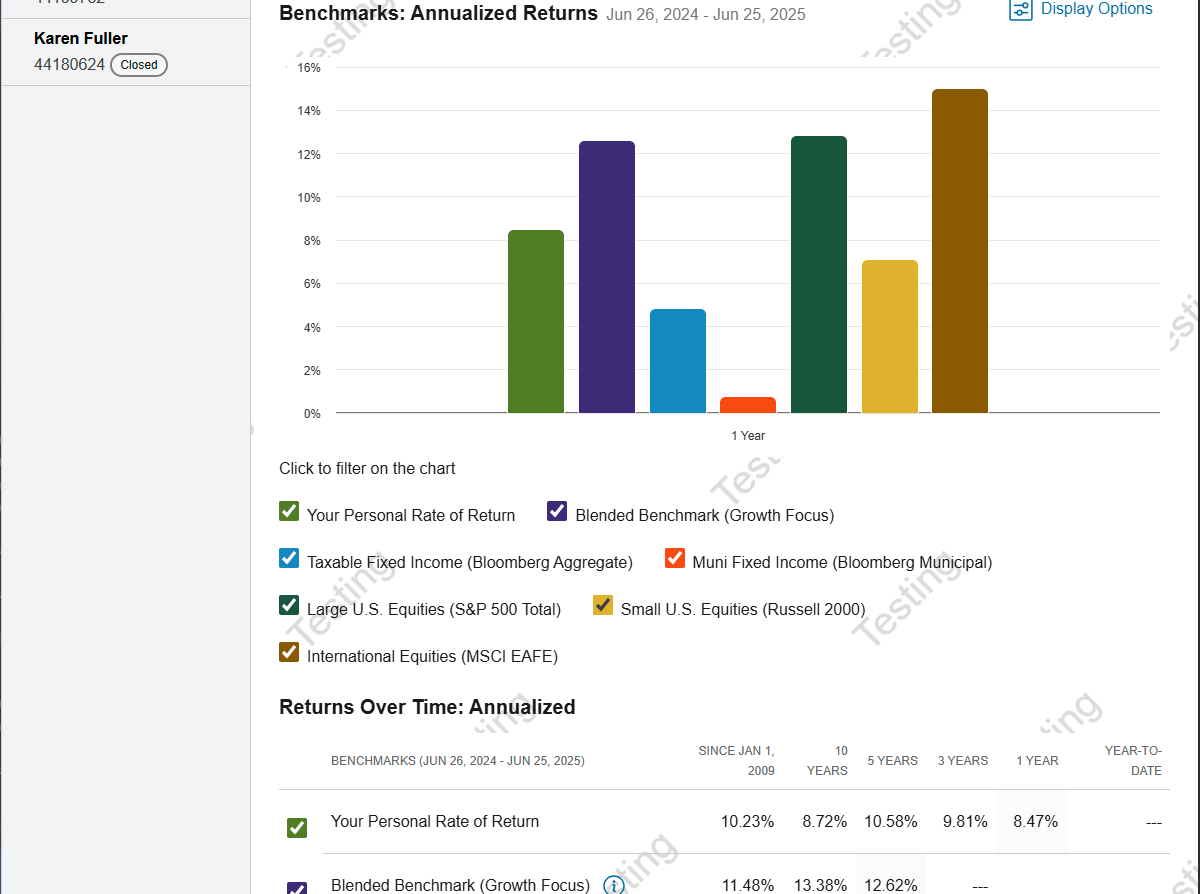 Karen Fuller
44180624 Closed
Benchmarks: Annualized Returns Jun 26, 2024 - Jun 25, 2025
Display Options
16%
14%
12%
10%
8%
6%
4%
2%
0%
1 Year
Click to filter on the chart
Your Personal Rate of Return Blended Benchmark (Growth Focus)
Taxable Fixed Income (Bloomberg Aggregate) Muni Fixed Income (Bloomberg Municipal)
Large U.S. Equities (S&P 500 Total) Small U.S. Equities (Russell 2000)
International Equities (MSCI EAFE)
Returns Over Time: Annualized
BENCHMARKS (JUN 26, 2024 - JUN 25, 2025) SINCE JAN 1, 2009 10 YEARS 5 YEARS 3 YEARS 1 YEAR YEAR-TO-DATE
Your Personal Rate of Return 10.23% 8.72% 10.58% 9.81% 8.47% ---
Blended Benchmark (Growth Focus) 11.48% 13.38% 12.62% ---
Testing
Testing